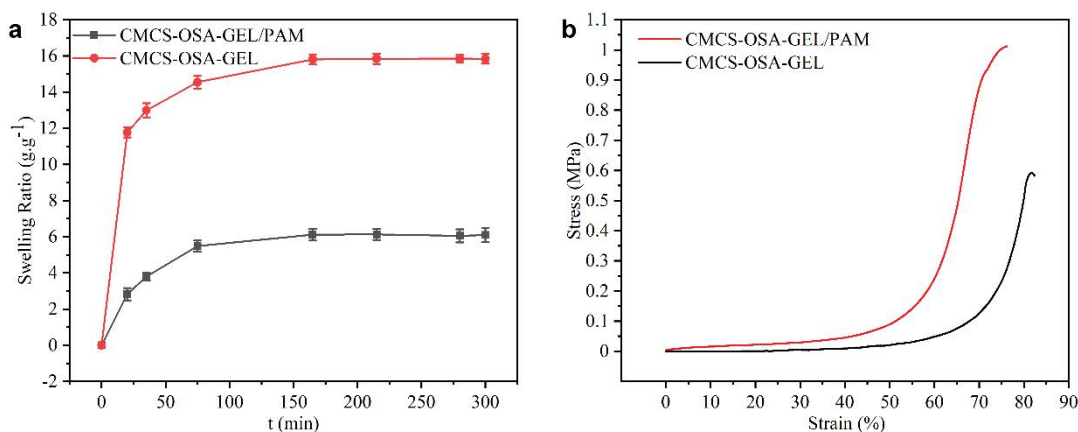 a
CMCS-OSA-GEL/PAM
CMCS-OSA-GEL
Swelling Ratio (g.g-1)
18
16
14
12
10
8
6
4
2
0
-2
0 50 100 150 200 250 300
t (min)
b
CMCS-OSA-GEL/PAM
CMCS-OSA-GEL
Stress (MPa)
1.1
1
0.9
0.8
0.7
0.6
0.5
0.4
0.3
0.2
0.1
0
0 10 20 30 40 50 60 70 80 90
Strain (%)